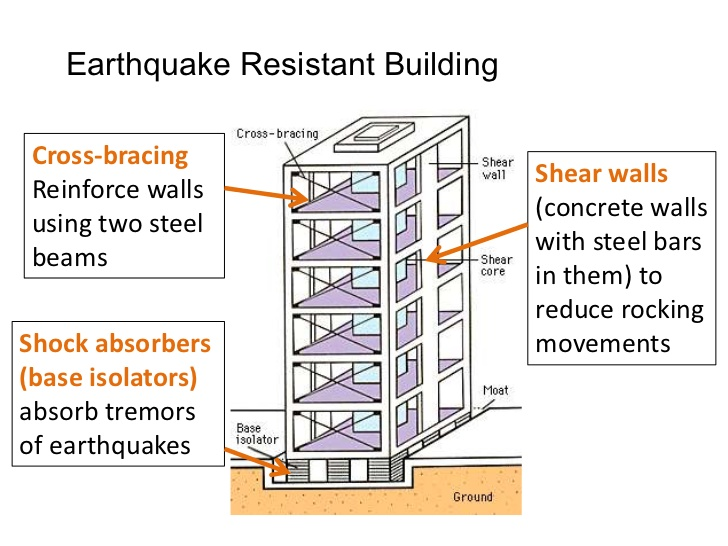 Earthquake Resistant Building
Cross-bracing
Reinforce walls
using two steel
beams
Shock absorbers
(base isolators)
absorb tremors
of earthquakes
Cross-bracing
Shear
wall
Shear
core
Moat
Base
isolator
Ground
Shear walls
(concrete walls
with steel bars
in them) to
reduce rocking
movements